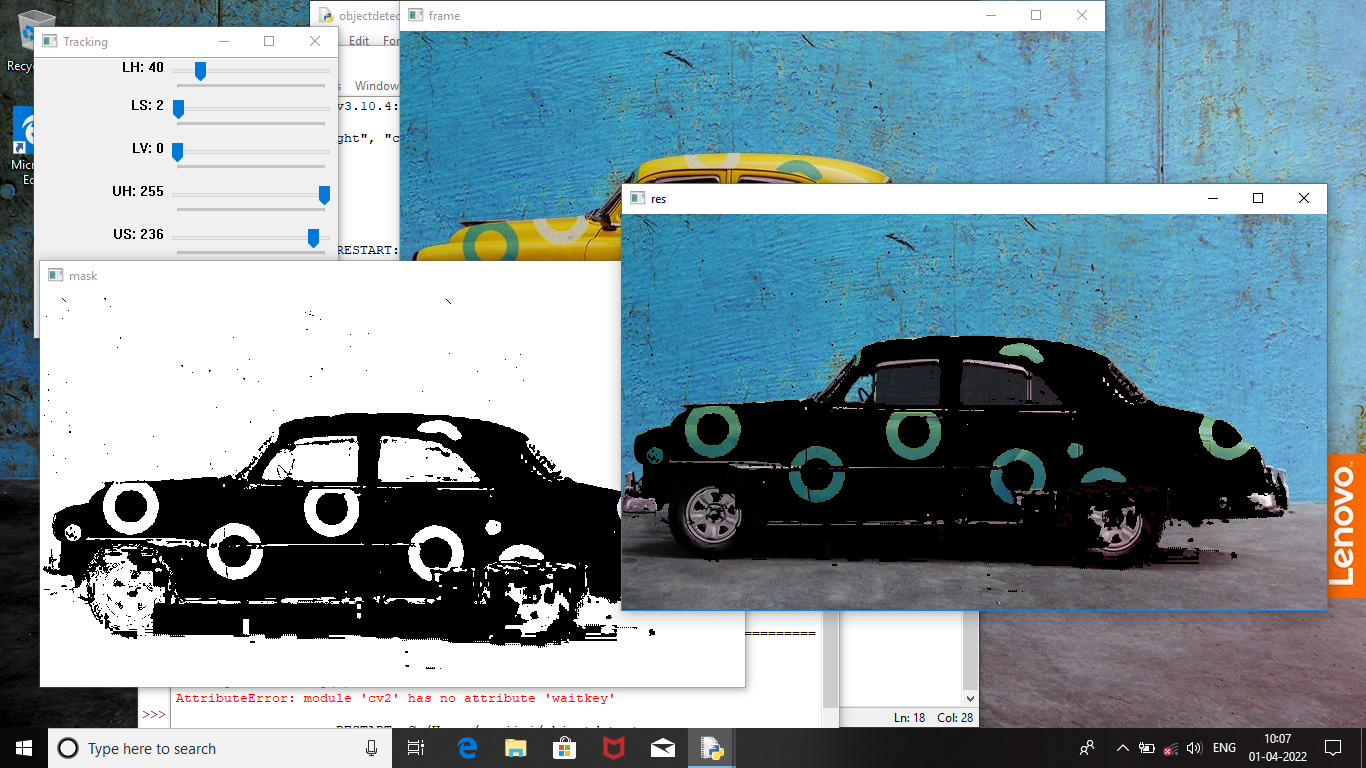 objectdetec
frame
Edit
For
Tracking
Recy
LH: 40
Windows
LS: 2
v3.10.4:
ght", "c
LV: 0
Micr
Ed
UH: 255
res
US: 236
RESTART:
mask
Lenovo
==========
AttributeError: module 'cv2' has no attribute 'waitkey'
>>>
Ln: 18 Col: 28
Type here to search
ENG
10:07
01-04-2022